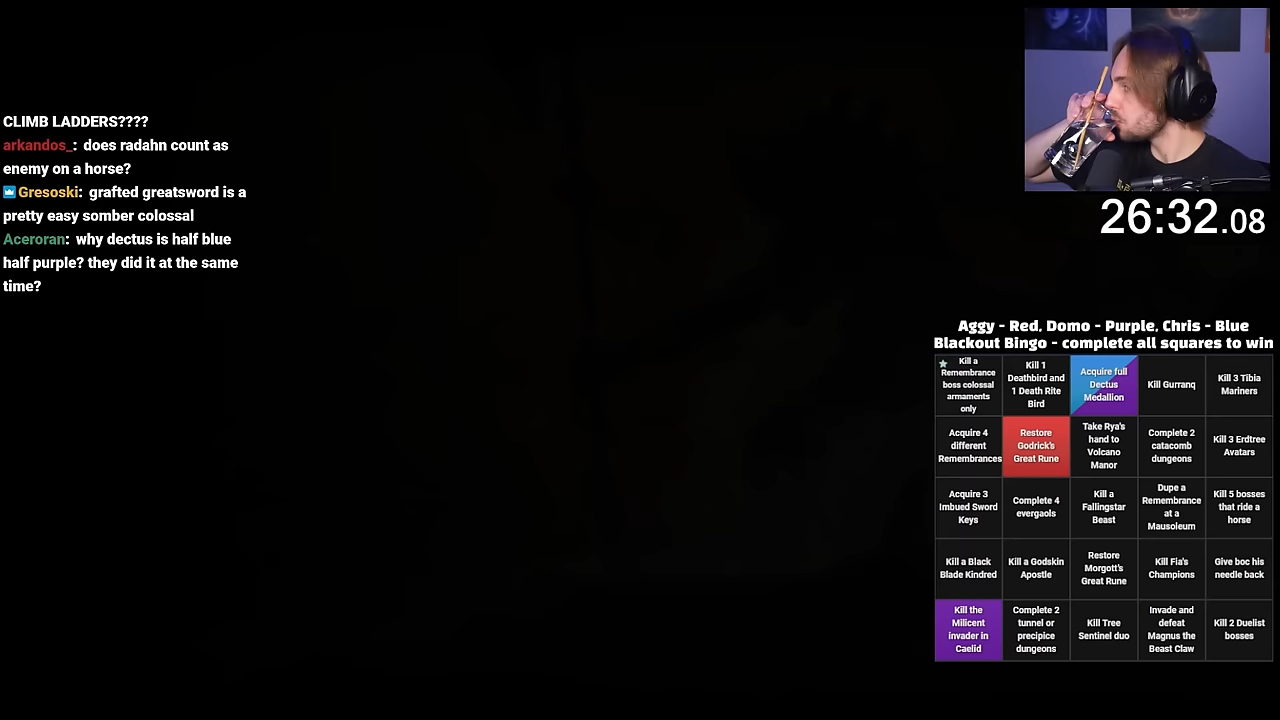 CLIMB LADDERS????
arkandos_: does radahn count as
enemy on a horse?
Gresoski: grafted greatsword is a
pretty easy somber colossal
Aceroran: why dectus is half blue
half purple? they did it at the same
time?
26:32.08
Aggy - Red, Domo - Purple, Chris - Blue
Blackout Bingo - complete all squares to win
Kill a
Remembrance
boss colossal
armaments
only
Kill 1
Deathbird and
1 Death Rite
Bird
Acquire full
Dectus
Medallion
Kill Gurranq
Kill 3 Tibia
Mariners
Acquire 4
different
Remembrances
Restore
Godrick's
Great Rune
Take Rya's
hand to
Volcano
Manor
Complete 2
catacomb
dungeons
Kill 3 Erdtree
Avatars
Acquire 3
Imbued Sword
Keys
Complete 4
evergaols
Kill a
Fallingstar
Beast
Dupe a
Remembrance
at a
Mausoleum
Kill 5 bosses
that ride a
horse
Kill a Black
Blade Kindred
Kill a Godskin
Apostle
Restore
Morgott's
Great Rune
Kill Fia's
Champions
Give boc his
needle back
Kill the
Milicent
invader in
Caelid
Complete 2
tunnel or
precipice
dungeons
Kill Tree
Sentinel duo
Invade and
defeat
Magnus the
Beast Claw
Kill 2 Duelist
bosses